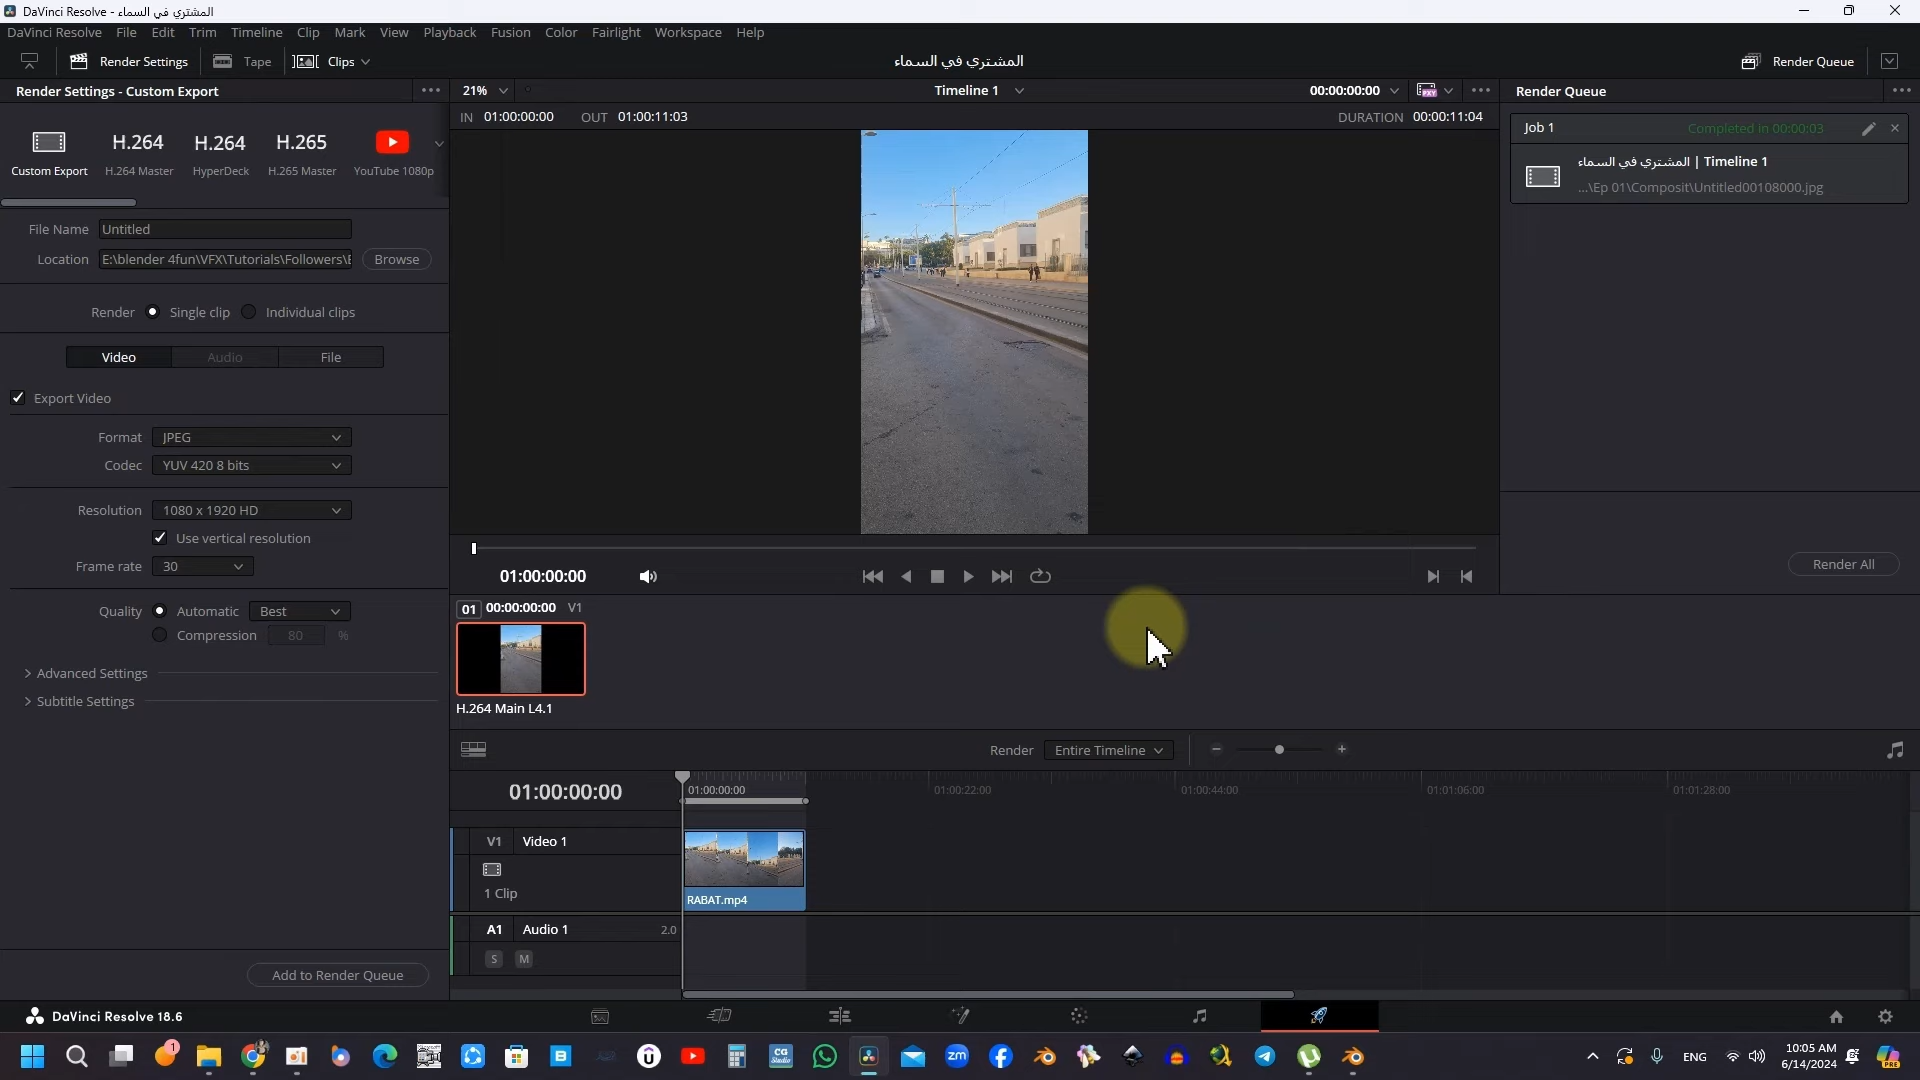 DaVinci Resolve - المشتري في السماء
DaVinci Resolve File Edit Trim Timeline Clip Mark View Playback Fusion Color Fairlight Workspace Help
Render Settings Tape Clips المشتري في السماء Render Queue
Render Settings - Custom Export 21% Timeline 1 00:00:00:00 PXY Render Queue
IN 01:00:00:00 OUT 01:00:11:03 DURATION 00:00:11:04
Job 1 Completed in 00:00:03
H.264 H.264 H.265
Custom Export H.264 Master HyperDeck H.265 Master YouTube 1080p
المشتري في السماء | Timeline 1
...\Ep 01\Composit\Untitled00108000.jpg
File Name Untitled
Location E:\blender 4fun\VFX\Tutorials\Followers\E Browse
Render Single clip Individual clips
Video Audio File
Export Video
Format JPEG
Codec YUV 420 8 bits
Resolution 1080 x 1920 HD
Use vertical resolution
Frame rate 30
Render All
01:00:00:00
Quality Automatic Best
Compression 80 %
01 00:00:00:00 V1
Advanced Settings
Subtitle Settings
H.264 Main L4.1
Render Entire Timeline
01:00:00:00 01:00:00:00 01:00:22:00 01:00:44:00 01:01:06:00 01:01:28:00
V1 Video 1
1 Clip
RABAT.mp4
A1 Audio 1 2.0
S M
Add to Render Queue
DaVinci Resolve 18.6
1 CG Studio zm ENG 10:05 AM
6/14/2024 PRE